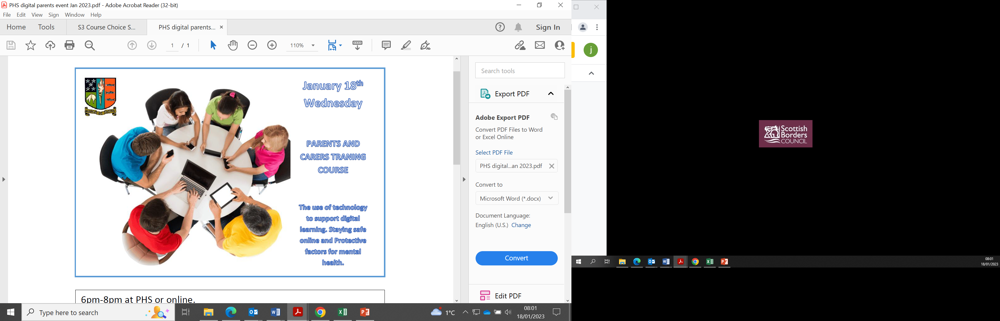 PHS digital parents event Jan 2023.pdf - Adobe Acrobat Reader (32-bit)
File Edit View Sign Window Help
Home Tools S3 Course Choice S... PHS digital parents... × Sign In
1 / 1 110%
j
January 18th
Wednesday
PARENTS AND
CARERS TRANING
COURSE
The use of technology
to support digital
learning. Staying safe
online and Protective
factors for mental
health.
6pm-8pm at PHS or online.
Search tools
Export PDF
Adobe Export PDF
Convert PDF Files to Word
or Excel Online
Select PDF File
PHS digital...an 2023.pdf
Convert to
Microsoft Word (*.docx)
Document Language:
English (U.S.) Change
Convert
Edit PDF
Scottish
Borders
COUNCIL
08:01
18/01/2023
Type here to search
1°C
08:01
18/01/2023